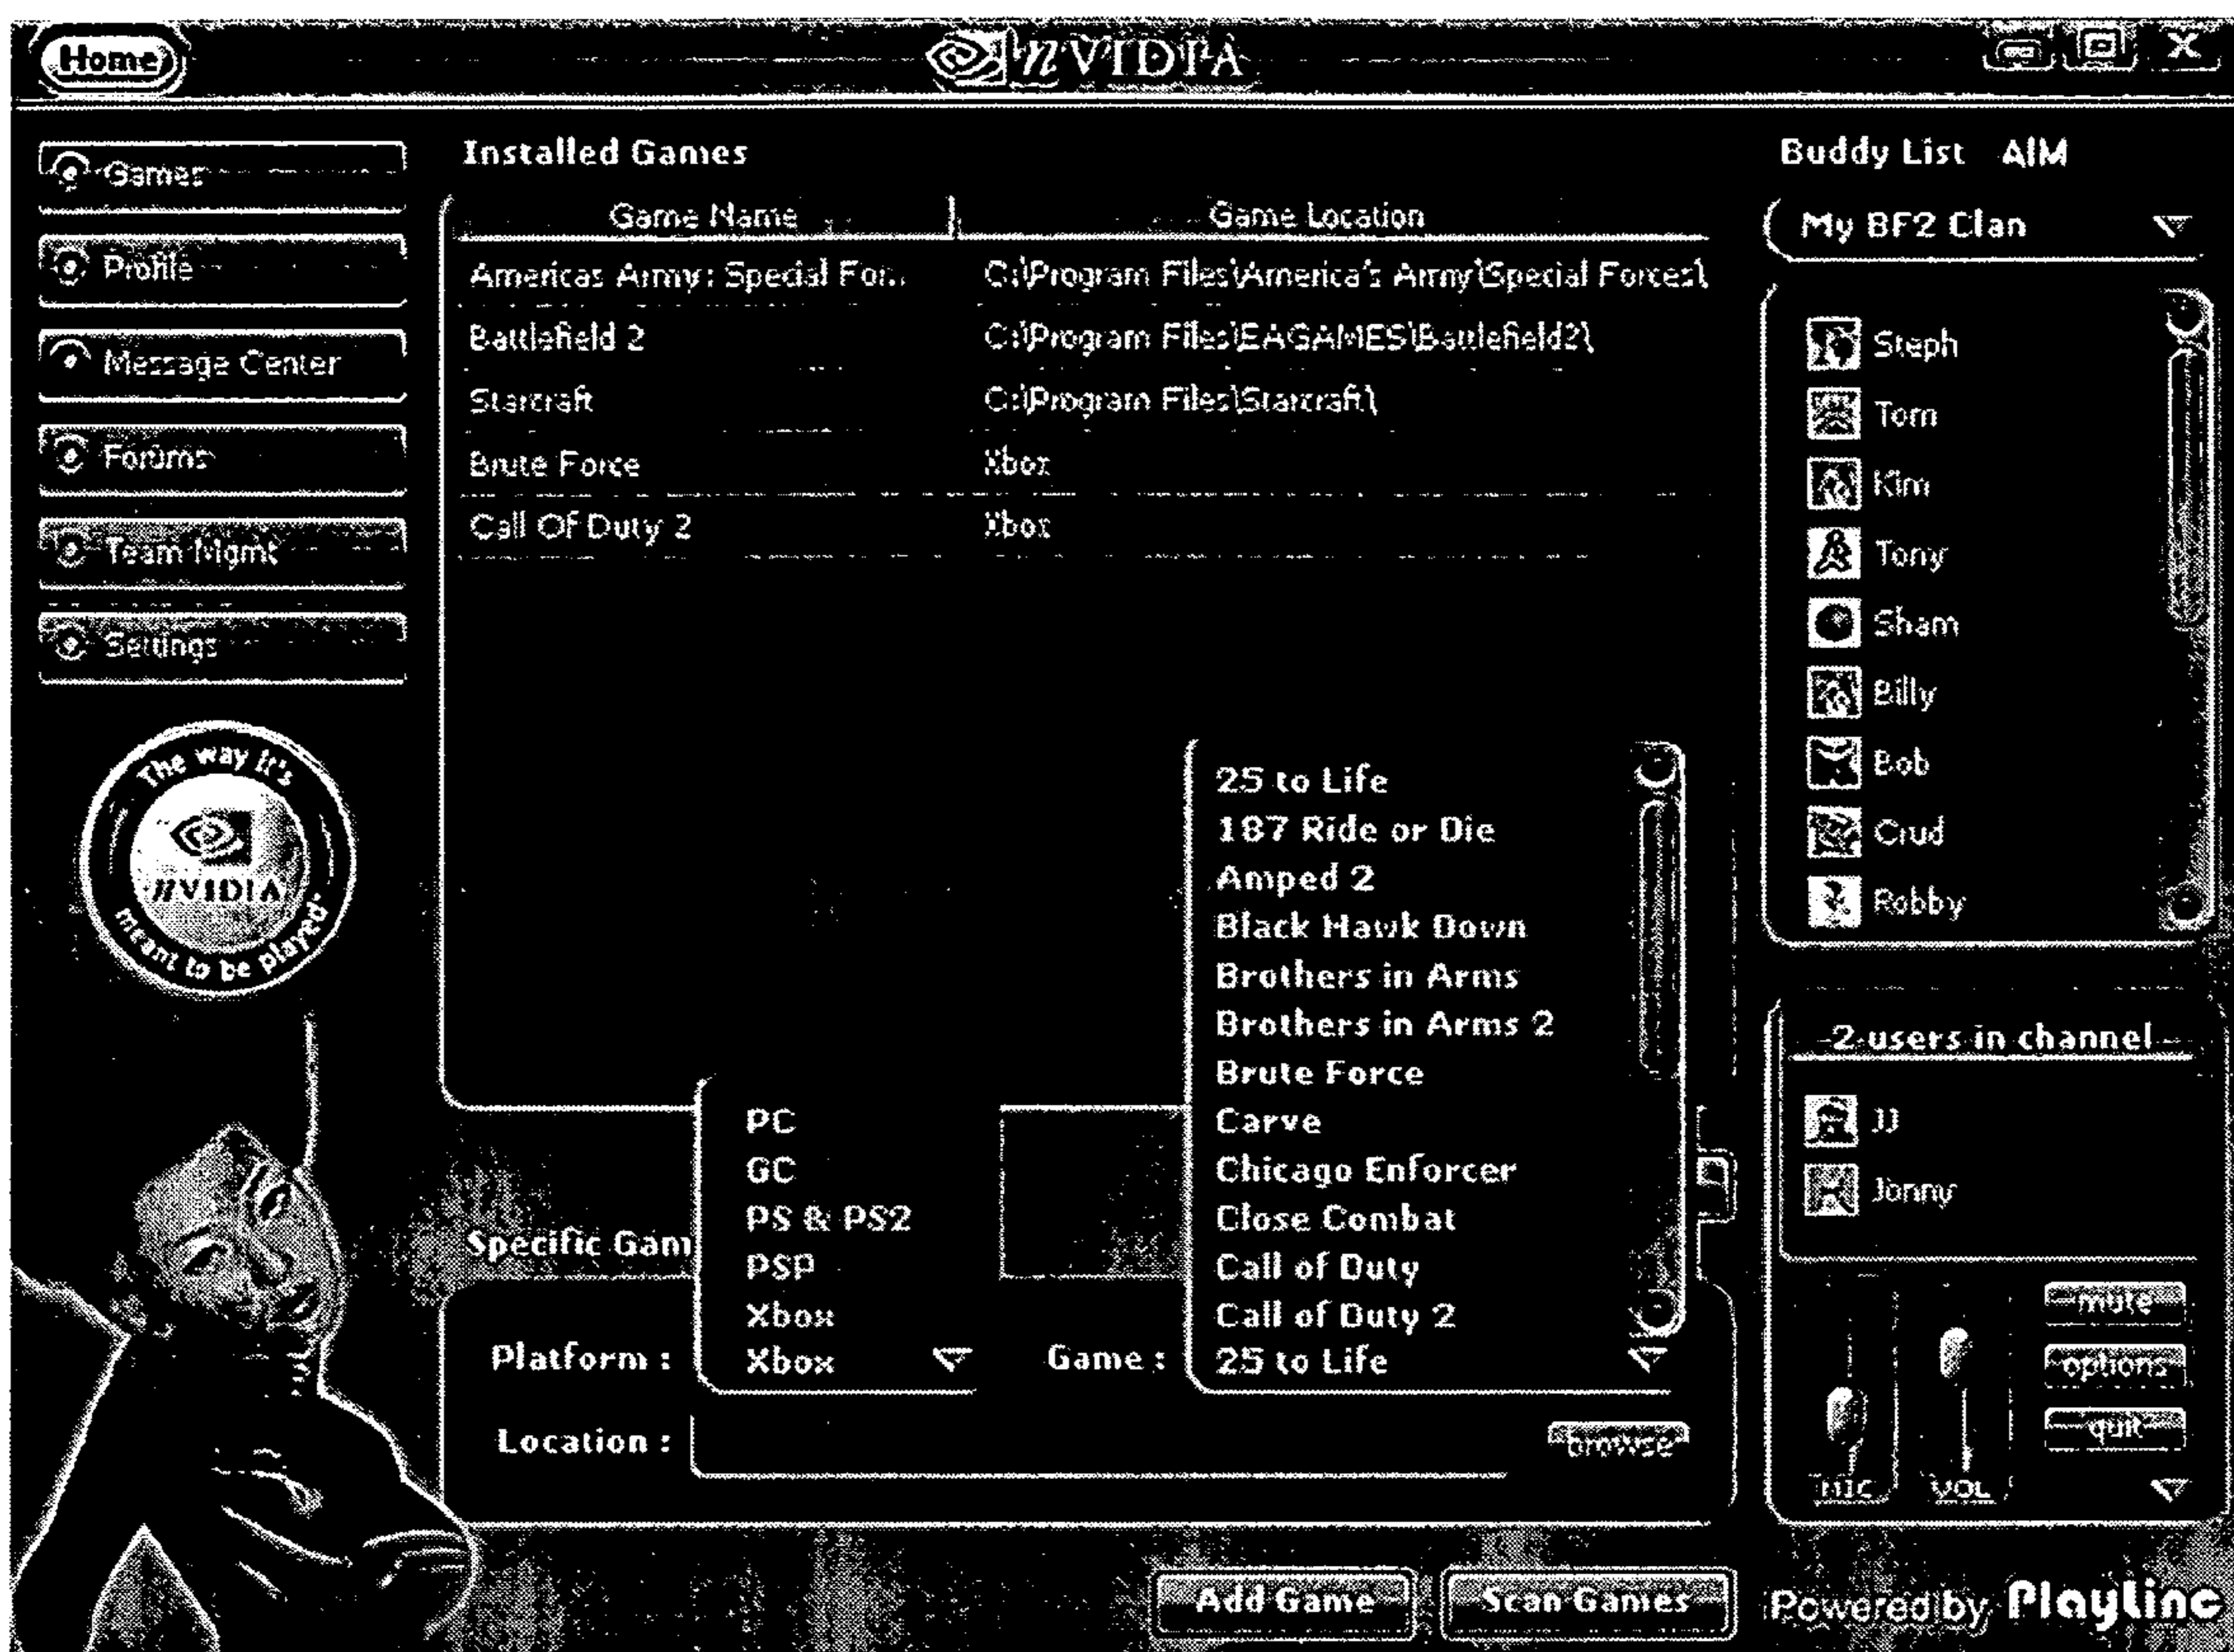 Home
nVIDIA
Games
Profile
Message Center
Forums
Team Mgmt
Settings
The way it's
nVIDIA
meant to be played
Installed Games
Game Name Game Location
Americas Army: Special For... C:\Program Files\America's Army\Special Forces\
Battlefield 2 C:\Program Files\EAGAMES\Battlefield2\
Starcraft C:\Program Files\Starcraft\
Brute Force Xbox
Call Of Duty 2 Xbox
25 to Life
187 Ride or Die
Amped 2
Black Hawk Down
Brothers in Arms
Brothers in Arms 2
Brute Force
Carve
Chicago Enforcer
Close Combat
Call of Duty
Call of Duty 2
PC
GC
PS & PS2
PSP
Xbox
Specific Gam
Platform : Xbox Game : 25 to Life
Location : browse
Add Game Scan Games
Buddy List AIM
My BF2 Clan
Steph
Tom
Kim
Tony
Sham
Billy
Bob
Crud
Robby
2 users in channel
JJ
Jonny
mute
options
quit
MIC VOL
Powered by PlayLinc